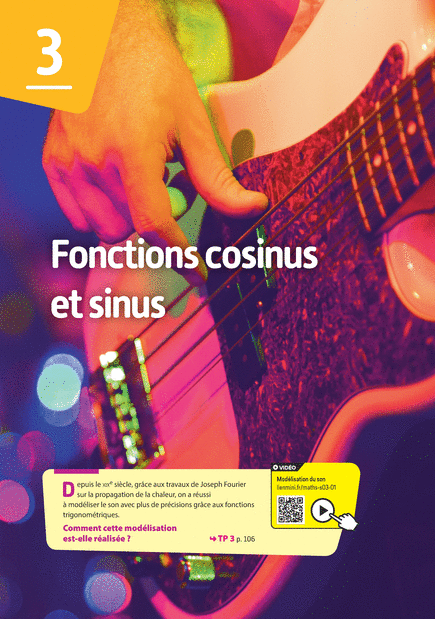 3
Fonctions cosinus
et sinus
Depuis le XIXe siècle, grâce aux travaux de Joseph Fourier
sur la propagation de la chaleur, on a réussi
à modéliser le son avec plus de précisions grâce aux fonctions
trigonométriques.
Comment cette modélisation
est-elle réalisée ?
TP 3 p. 106
VIDÉO
Modélisation du son
lienmini.fr/maths-s03-01